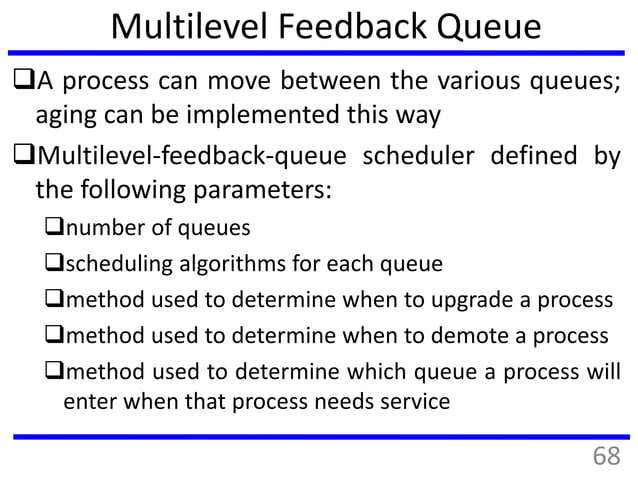 Multilevel Feedback Queue
❑A process can move between the various queues;
aging can be implemented this way
❑Multilevel-feedback-queue scheduler defined by
the following parameters:
❑number of queues
❑scheduling algorithms for each queue
❑method used to determine when to upgrade a process
❑method used to determine when to demote a process
❑method used to determine which queue a process will
enter when that process needs service
68